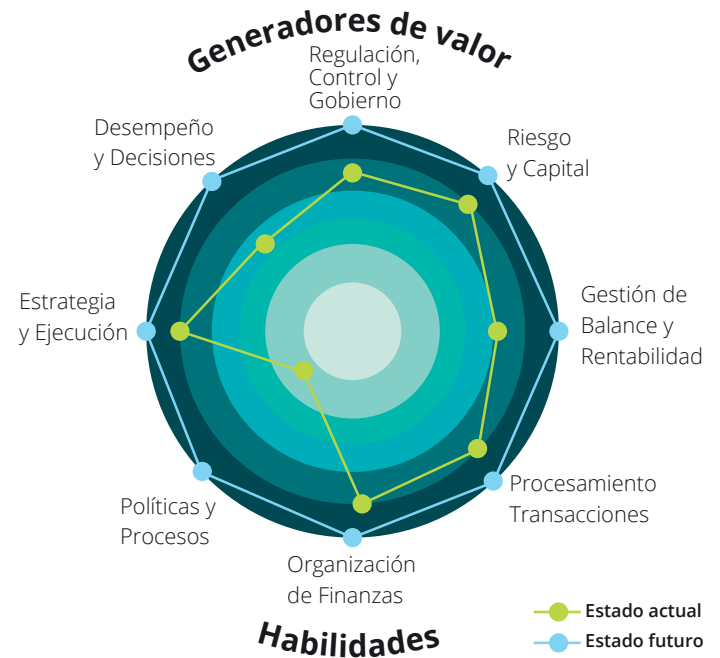 Generadores de valor
Regulación,
Control y
Gobierno
Desempeño
y Decisiones
Riesgo
y Capital
Estrategia
y Ejecución
Gestión de
Balance y
Rentabilidad
Políticas y
Procesos
Procesamiento
Transacciones
Organización
de Finanzas
Habilidades
Estado actual
Estado futuro